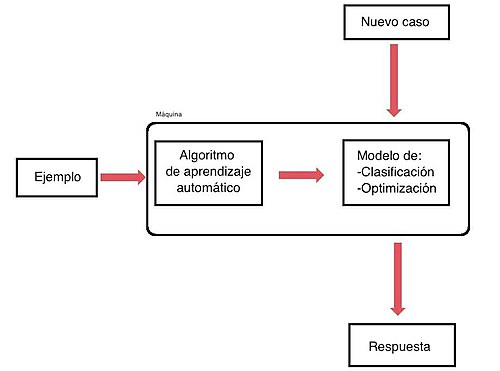 Nuevo caso
Máquina
Ejemplo
Algoritmo
de aprendizaje
automático
Modelo de:
-Clasificación
-Optimización
Respuesta